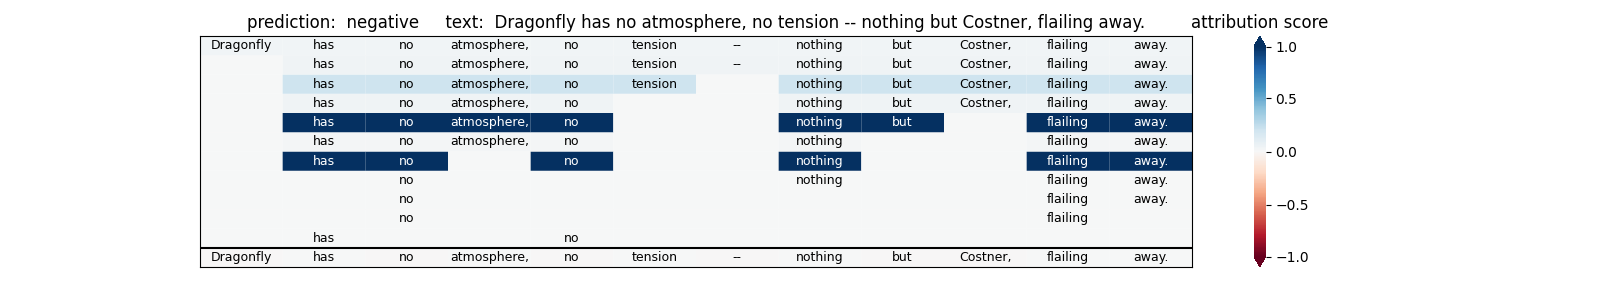 prediction:  negative     text:  Dragonfly has no atmosphere, no tension -- nothing but Costner, flailing away.     attribution score
Dragonfly has no atmosphere, no tension -- nothing but Costner, flailing away.
has no atmosphere, no tension -- nothing but Costner, flailing away.
has no atmosphere, no tension nothing but Costner, flailing away.
has no atmosphere, no nothing but Costner, flailing away.
has no atmosphere, no nothing but flailing away.
has no atmosphere, no nothing flailing away.
has no no nothing flailing away.
no nothing flailing away.
no flailing away.
no flailing
has no
Dragonfly has no atmosphere, no tension -- nothing but Costner, flailing away.
1.0
0.5
0.0
−0.5
−1.0